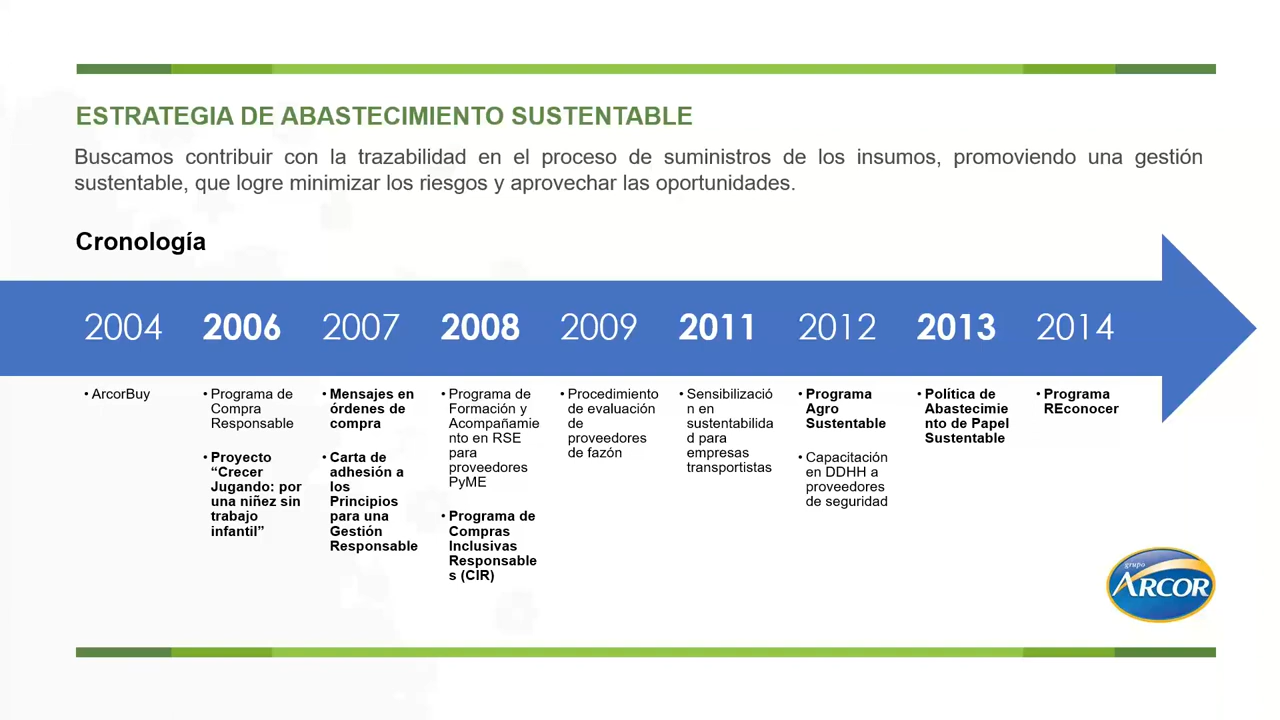 ESTRATEGIA DE ABASTECIMIENTO SUSTENTABLE
Buscamos contribuir con la trazabilidad en el proceso de suministros de los insumos, promoviendo una gestión
sustentable, que logre minimizar los riesgos y aprovechar las oportunidades.
Cronología
2004
• ArcorBuy
2006
• Programa de
Compra
Responsable
• Proyecto
“Crecer
Jugando: por
una niñez sin
trabajo
infantil”
2007
• Mensajes en
órdenes de
compra
• Carta de
adhesión a
los
Principios
para una
Gestión
Responsable
2008
• Programa de
Formación y
Acompañamie
nto en RSE
para
proveedores
PyME
• Programa de
Compras
Inclusivas
Responsable
s (CIR)
2009
• Procedimiento
de evaluación
de
proveedores
de fazón
2011
• Sensibilizació
n en
sustentabilida
d para
empresas
transportistas
2012
• Programa
Agro
Sustentable
• Capacitación
en DDHH a
proveedores
de seguridad
2013
• Política de
Abastecimie
nto de Papel
Sustentable
2014
• Programa
REconocer
grupo
ARCOR